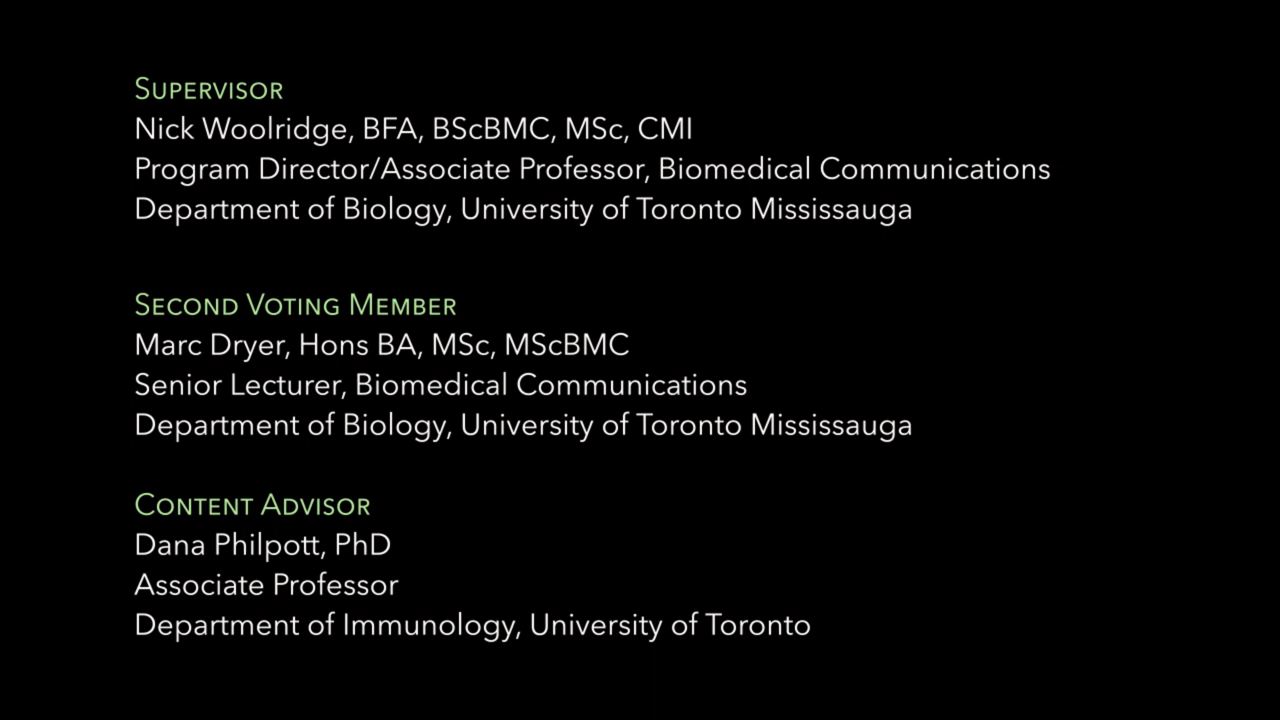 Supervisor
Nick Woolridge, BFA, BScBMC, MSc, CMI
Program Director/Associate Professor, Biomedical Communications
Department of Biology, University of Toronto Mississauga
Second Voting Member
Marc Dryer, Hons BA, MSc, MScBMC
Senior Lecturer, Biomedical Communications
Department of Biology, University of Toronto Mississauga
Content Advisor
Dana Philpott, PhD
Associate Professor
Department of Immunology, University of Toronto